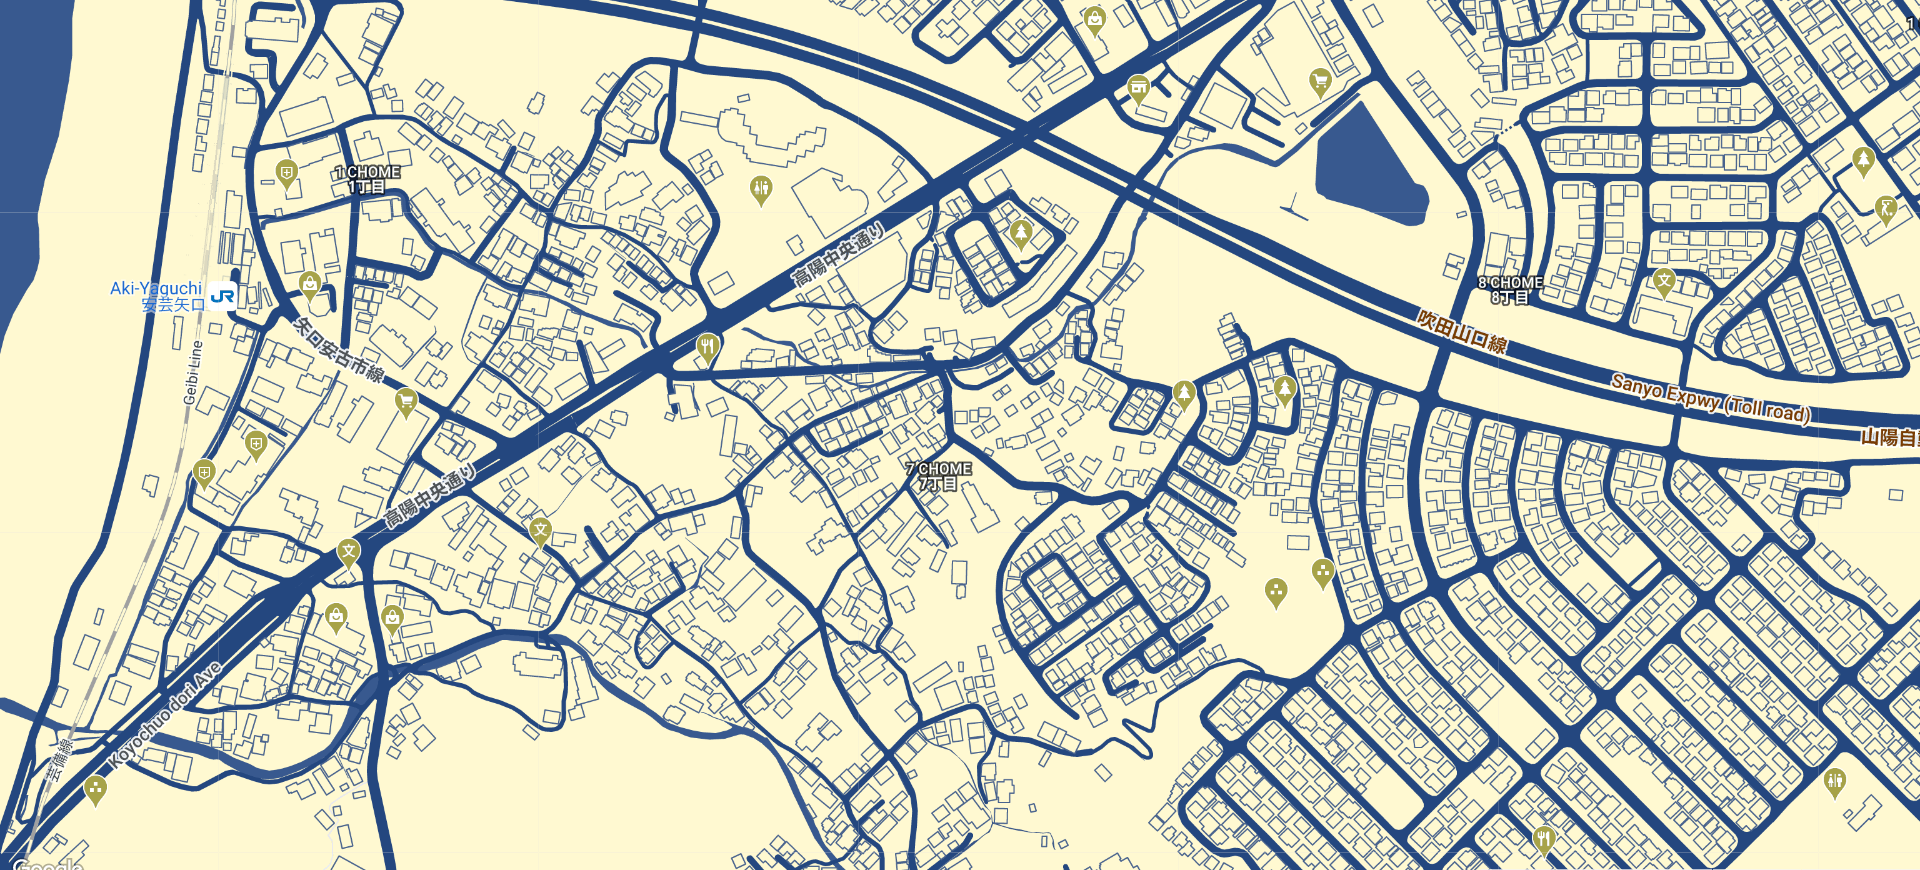 1 CHOME
1丁目
高陽中央通り
Aki-Yaguchi
安芸矢口
8 CHOME
8丁目
矢口安古市線
吹田山口線
Geibi Line
Sanyo Expwy (Toll road)
山陽自
7 CHOME
7丁目
高陽中央通り
Koyochuo dori Ave
芸備線
Google